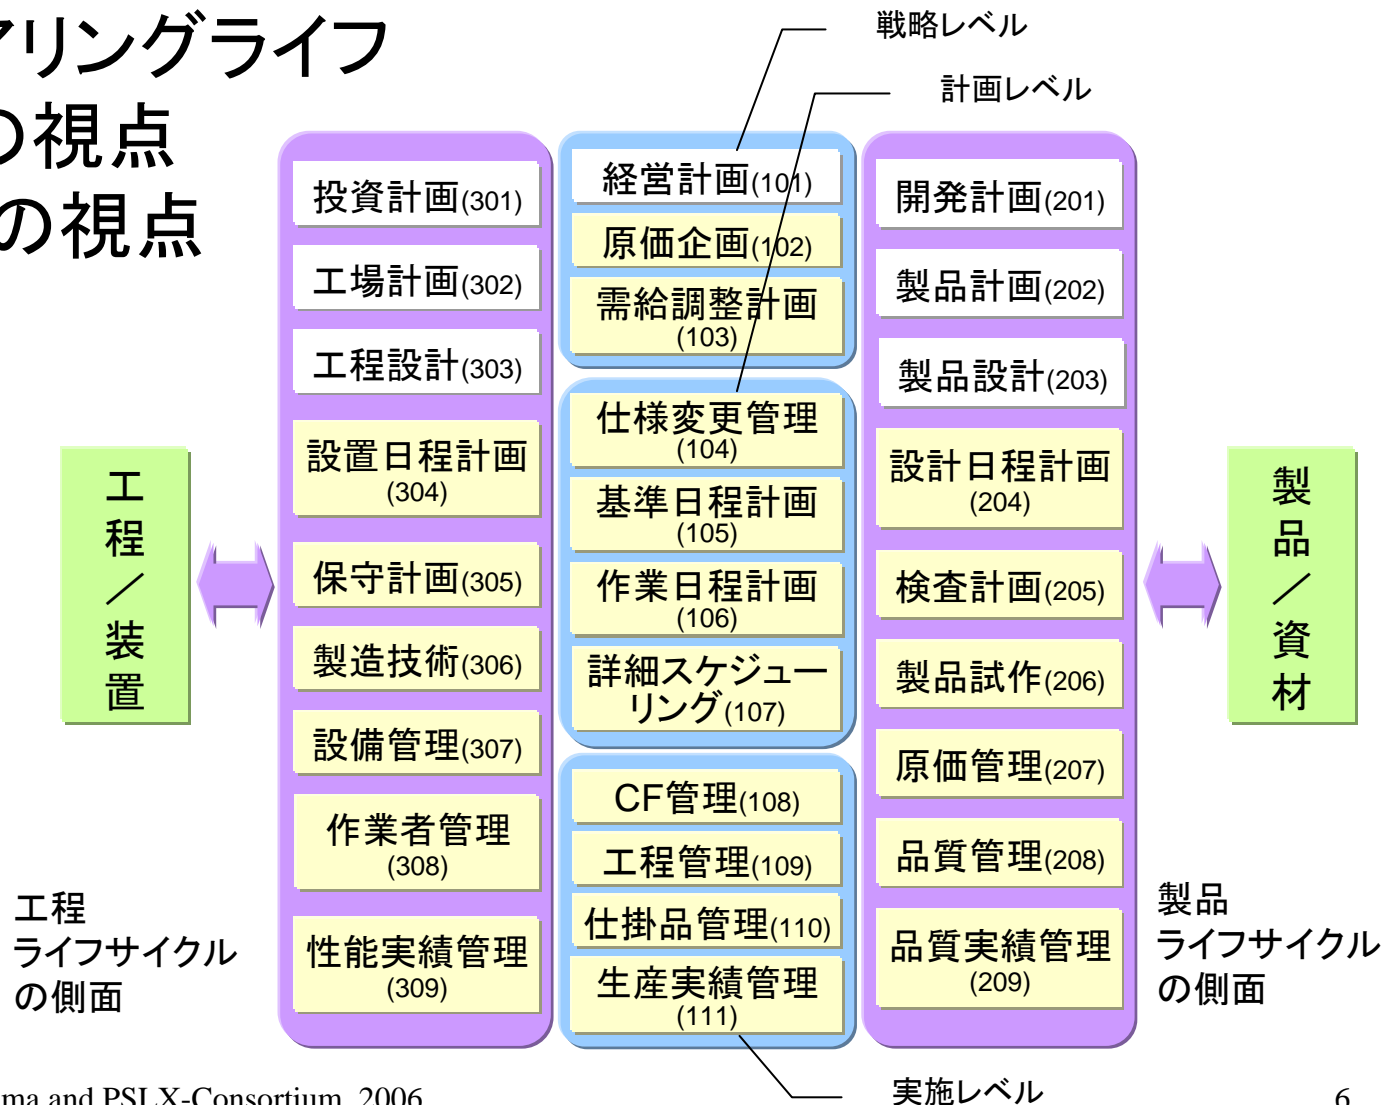 アリングライフ
の視点
の視点
戦略レベル
計画レベル
投資計画(301)
工場計画(302)
工程設計(303)
設置日程計画
(304)
保守計画(305)
製造技術(306)
設備管理(307)
作業者管理
(308)
性能実績管理
(309)
経営計画(101)
原価企画(102)
需給調整計画
(103)
仕様変更管理
(104)
基準日程計画
(105)
作業日程計画
(106)
詳細スケジュー
リング(107)
CF管理(108)
工程管理(109)
仕掛品管理(110)
生産実績管理
(111)
開発計画(201)
製品計画(202)
製品設計(203)
設計日程計画
(204)
検査計画(205)
製品試作(206)
原価管理(207)
品質管理(208)
品質実績管理
(209)
工程／装置
製品／資材
工程
ライフサイクル
の側面
製品
ライフサイクル
の側面
実施レベル
ma and PSLX-Consortium, 2006
6